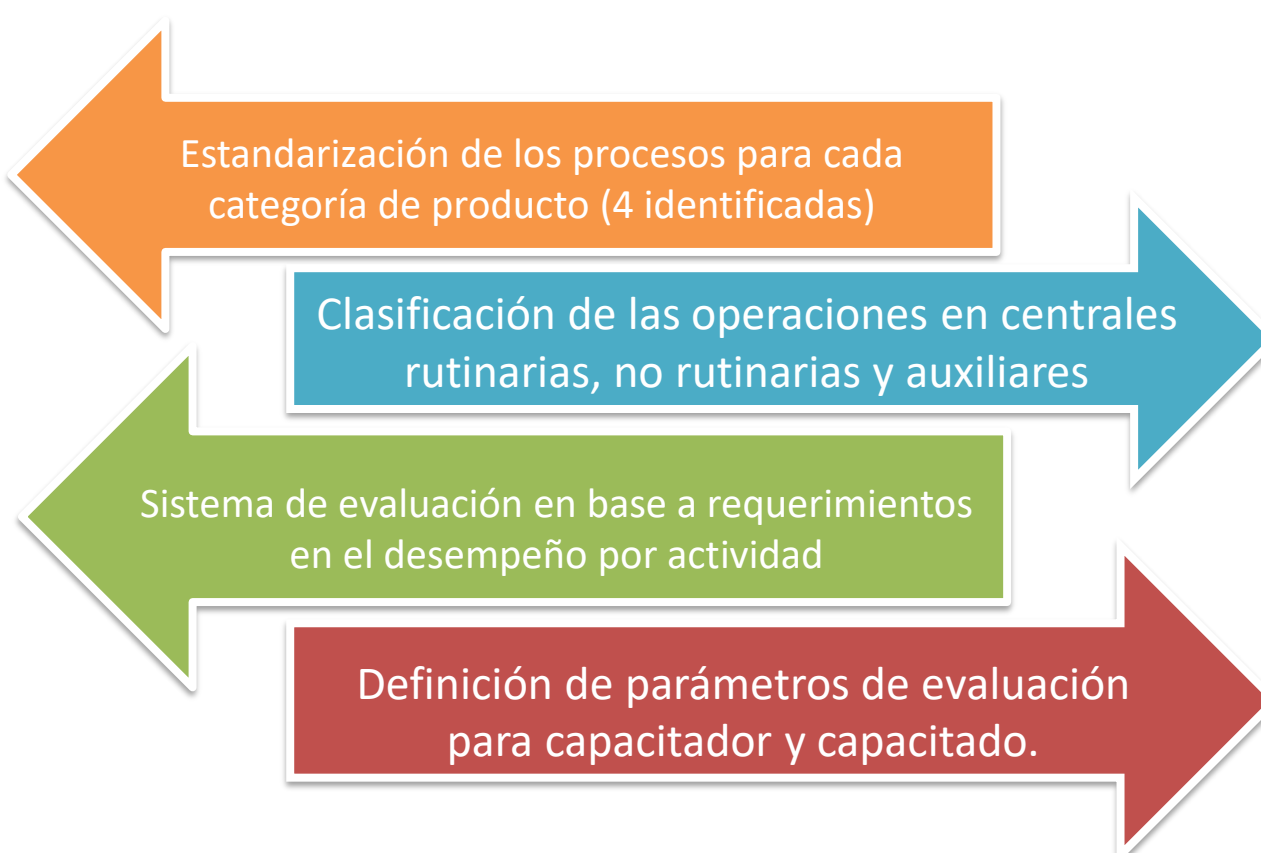 Estandarización de los procesos para cada
categoría de producto (4 identificadas)
Clasificación de las operaciones en centrales
rutinarias, no rutinarias y auxiliares
Sistema de evaluación en base a requerimientos
en el desempeño por actividad
Definición de parámetros de evaluación
para capacitador y capacitado.